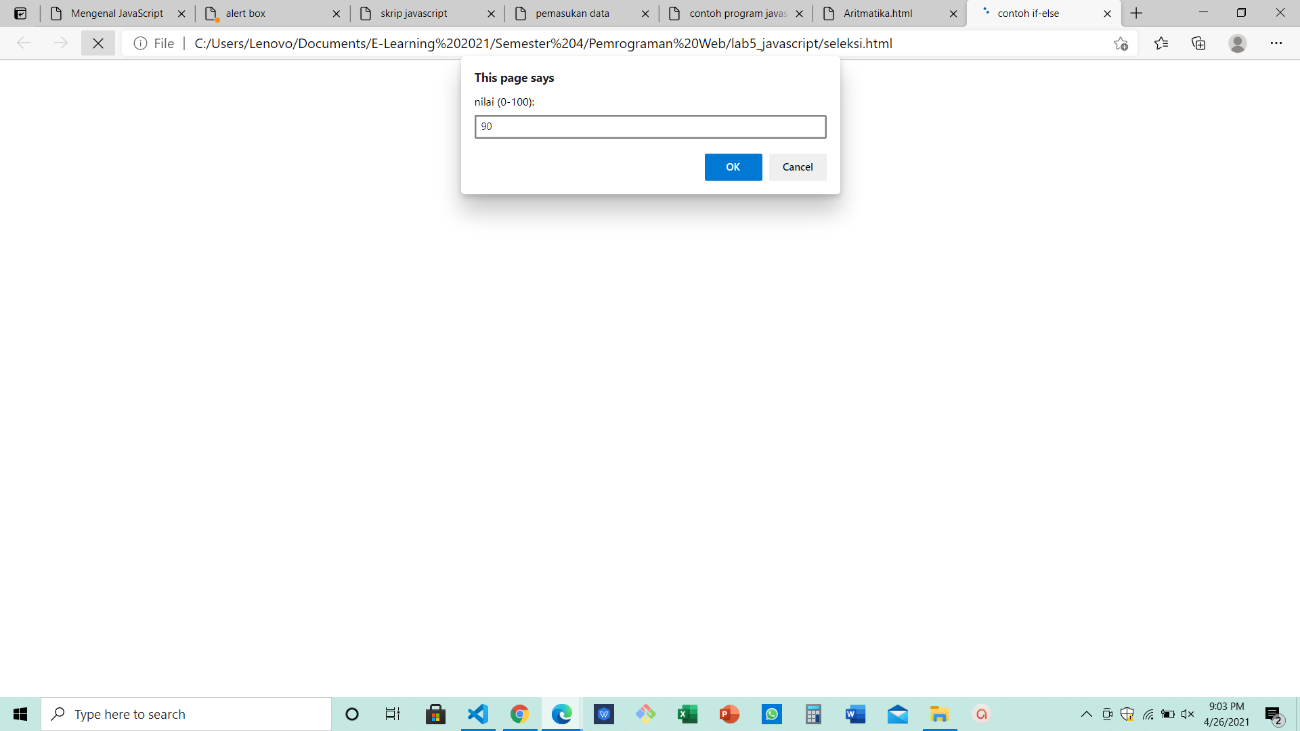 Mengenal JavaScript
alert box
skrip javascript
pemasukan data
contoh program javas
Aritmatika.html
contoh if-else
File
C:/Users/Lenovo/Documents/E-Learning%202021/Semester%204/Pemrograman%20Web/lab5_javascript/seleksi.html
This page says
nilai (0-100):
90
OK
Cancel
Type here to search
9:03 PM
4/26/2021
2